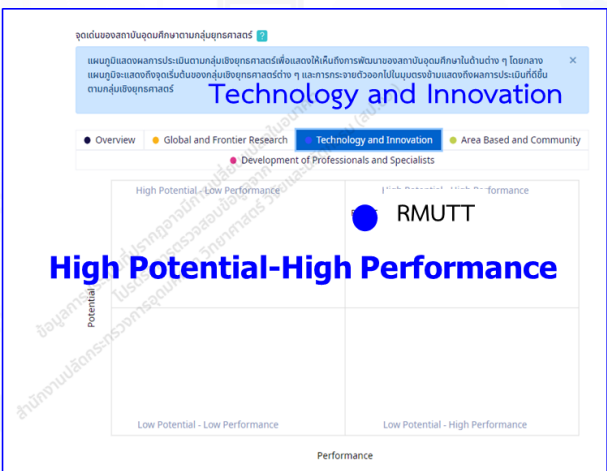 จุดเด่นของสถาบันอุดมศึกษาตามกลุ่มยุทธศาสตร์ ?
แผนภูมิแสดงผลการประเมินตามกลุ่มเชิงยุทธศาสตร์เพื่อแสดงให้เห็นถึงการพัฒนาของสถาบันอุดมศึกษาในด้านต่าง ๆ โดยกลาง ×
แผนภูมิจะแสดงถึงจุดเริ่มต้นของกลุ่มเชิงยุทธศาสตร์ต่าง ๆ และการกระจายตัวออกไปในมุมตรงข้ามแสดงถึงผลการประเมินที่ดีขึ้น
ตามกลุ่มเชิงยุทธศาสตร์
Technology and Innovation
Overview Global and Frontier Research Technology and Innovation Area Based and Community
Development of Professionals and Specialists
High Potential - Low Performance High Potential - High Performance
RMUTT
High Potential-High Performance
Potential
Low Potential - Low Performance Low Potential - High Performance
Performance